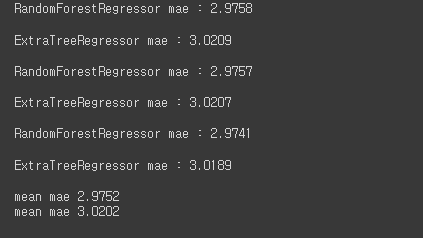 RandomForestRegressor mae : 2.9758
ExtraTreeRegressor mae : 3.0209
RandomForestRegressor mae : 2.9757
ExtraTreeRegressor mae : 3.0207
RandomForestRegressor mae : 2.9741
ExtraTreeRegressor mae : 3.0189
mean mae 2.9752
mean mae 3.0202